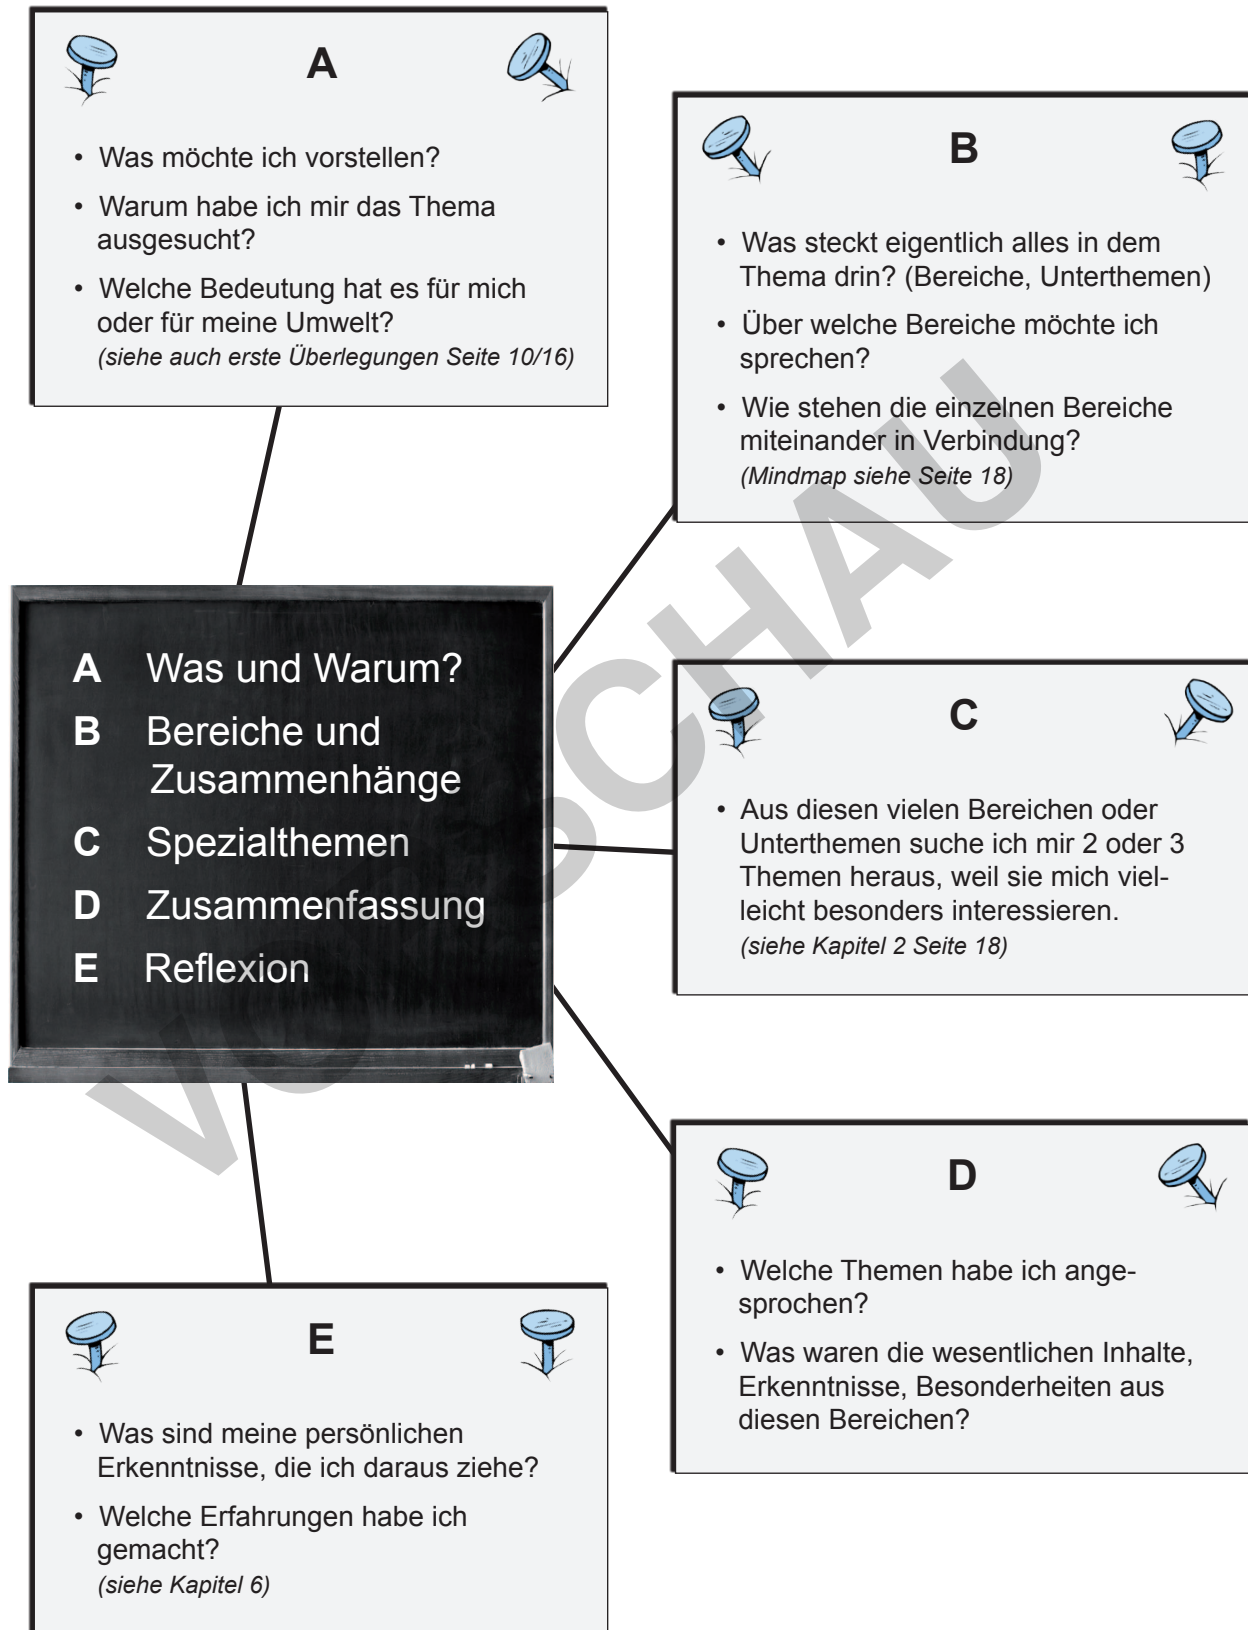 A
• Was möchte ich vorstellen?
• Warum habe ich mir das Thema
ausgesucht?
• Welche Bedeutung hat es für mich
oder für meine Umwelt?
(siehe auch erste Überlegungen Seite 10/16)
B
• Was steckt eigentlich alles in dem
Thema drin? (Bereiche, Unterthemen)
• Über welche Bereiche möchte ich
sprechen?
• Wie stehen die einzelnen Bereiche
miteinander in Verbindung?
(Mindmap siehe Seite 18)
A Was und Warum?
B Bereiche und
Zusammenhänge
C Spezialthemen
D Zusammenfassung
E Reflexion
C
• Aus diesen vielen Bereichen oder
Unterthemen suche ich mir 2 oder 3
Themen heraus, weil sie mich viel-
leicht besonders interessieren.
(siehe Kapitel 2 Seite 18)
D
• Welche Themen habe ich ange-
sprochen?
• Was waren die wesentlichen Inhalte,
Erkenntnisse, Besonderheiten aus
diesen Bereichen?
E
• Was sind meine persönlichen
Erkenntnisse, die ich daraus ziehe?
• Welche Erfahrungen habe ich
gemacht?
(siehe Kapitel 6)
VORSCHAU